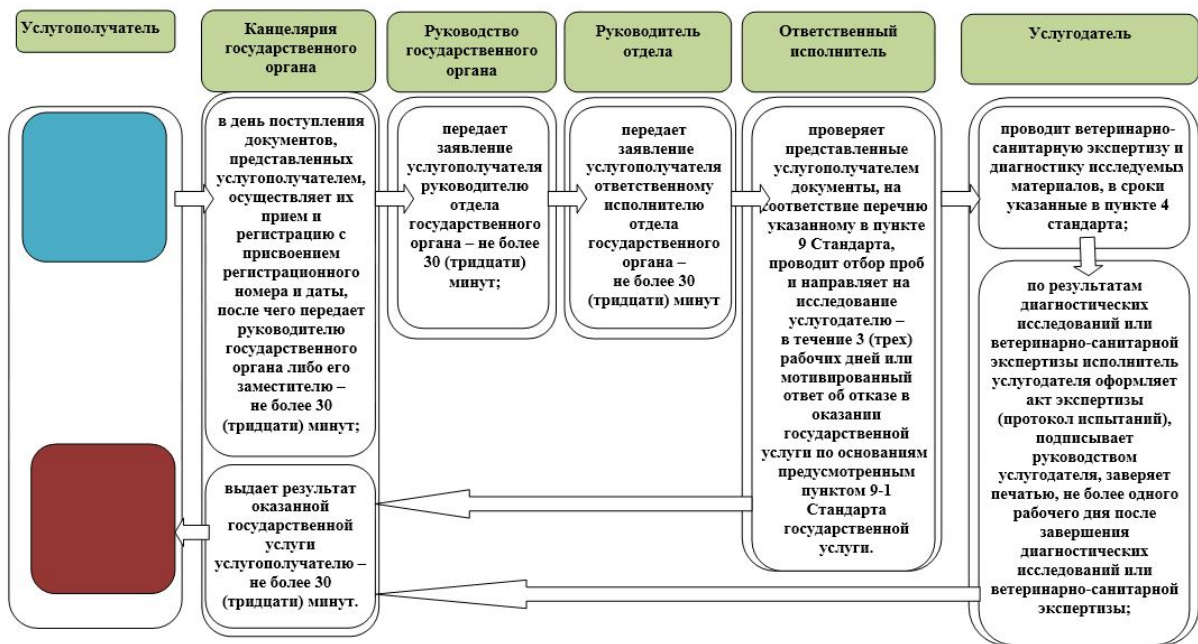 Услугополучатель
Канцелярия
государственного
органа
Руководство
государственного
органа
Руководитель
отдела
Ответственный
исполнитель
Услугодатель
в день поступления
документов,
представленных
услугополучателем,
осуществляет их
прием и
регистрацию с
присвоением
регистрационного
номера и даты,
после чего передает
руководителю
государственного
органа либо его
заместителю –
не более 30
(тридцати) минут;
передает
заявление
услугополучателя
руководителю
отдела
государственного
органа – не более
30 (тридцати)
минут;
передает
заявление
услугополучателя
ответственному
исполнителю
отдела
государственного
органа –
не более 30
(тридцати) минут
проверяет
представленные
услугополучателем
документы, на
соответствие перечню
указанному в пункте
9 Стандарта,
проводит отбор проб
и направляет на
исследование
услугодателю –
в течение 3 (трех)
рабочих дней или
мотивированный
ответ об отказе в
оказании
государственной
услуги по основаниям
предусмотренным
пунктом 9-1
Стандарта
государственной
услуги.
проводит ветеринарно-
санитарную экспертизу и
диагностику исследуемых
материалов, в сроки
указанные в пункте 4
стандарта;
по результатам
диагностических
исследований или
ветеринарно-санитарной
экспертизы исполнитель
услугодателя оформляет
акт экспертизы
(протокол испытаний),
подписывает
руководством
услугодателя, заверяет
печатью, не более одного
рабочего дня после
завершения
диагностических
исследований или
ветеринарно-санитарной
экспертизы;
выдает результат
оказанной
государственной
услуги
услугополучателю –
не более 30
(тридцати) минут.